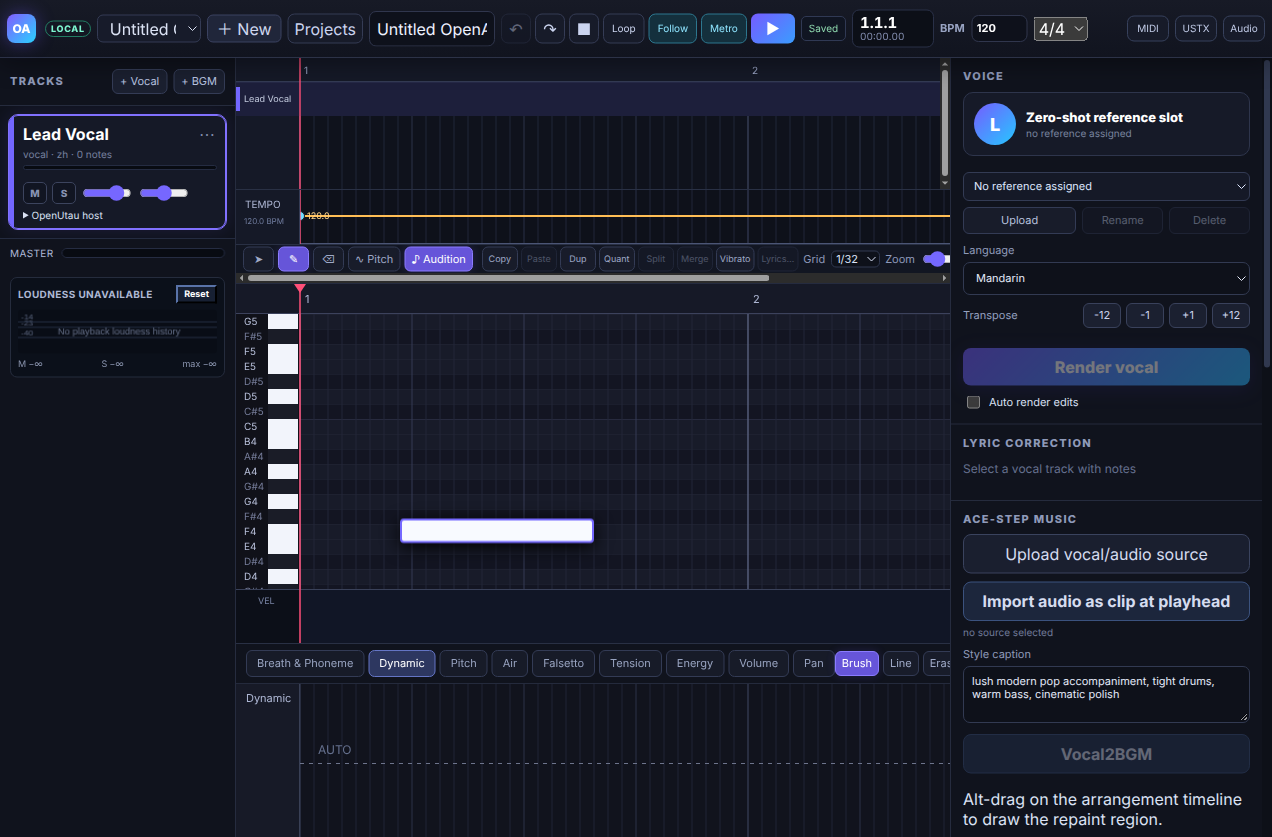 OA
LOCAL
Untitled (
+ New
Projects
Untitled OpenA
Loop
Follow
Metro
Saved
1.1.1
00:00.00
BPM
120
4/4
MIDI
USTX
Audio
TRACKS
+ Vocal
+ BGM
Lead Vocal
...
vocal · zh · 0 notes
M
S
OpenUtau host
MASTER
LOUDNESS UNAVAILABLE
Reset
-14
-23
-40
No playback loudness history
M −∞
S −∞
max −∞
1
2
Lead Vocal
TEMPO
120.0 BPM
120.0
Pitch
Audition
Copy
Paste
Dup
Quant
Split
Merge
Vibrato
Lyrics...
Grid
1/32
Zoom
1
2
G5
F#5
F5
E5
D#5
D5
C#5
C5
B4
A#4
A4
G#4
G4
F#4
F4
E4
D#4
D4
VEL
Breath & Phoneme
Dynamic
Pitch
Air
Falsetto
Tension
Energy
Volume
Pan
Brush
Line
Eras
Dynamic
AUTO
VOICE
L
Zero-shot reference slot
no reference assigned
No reference assigned
Upload
Rename
Delete
Language
Mandarin
Transpose
-12
-1
+1
+12
Render vocal
Auto render edits
LYRIC CORRECTION
Select a vocal track with notes
ACE-STEP MUSIC
Upload vocal/audio source
Import audio as clip at playhead
no source selected
Style caption
lush modern pop accompaniment, tight drums,
warm bass, cinematic polish
Vocal2BGM
Alt-drag on the arrangement timeline
to draw the repaint region.